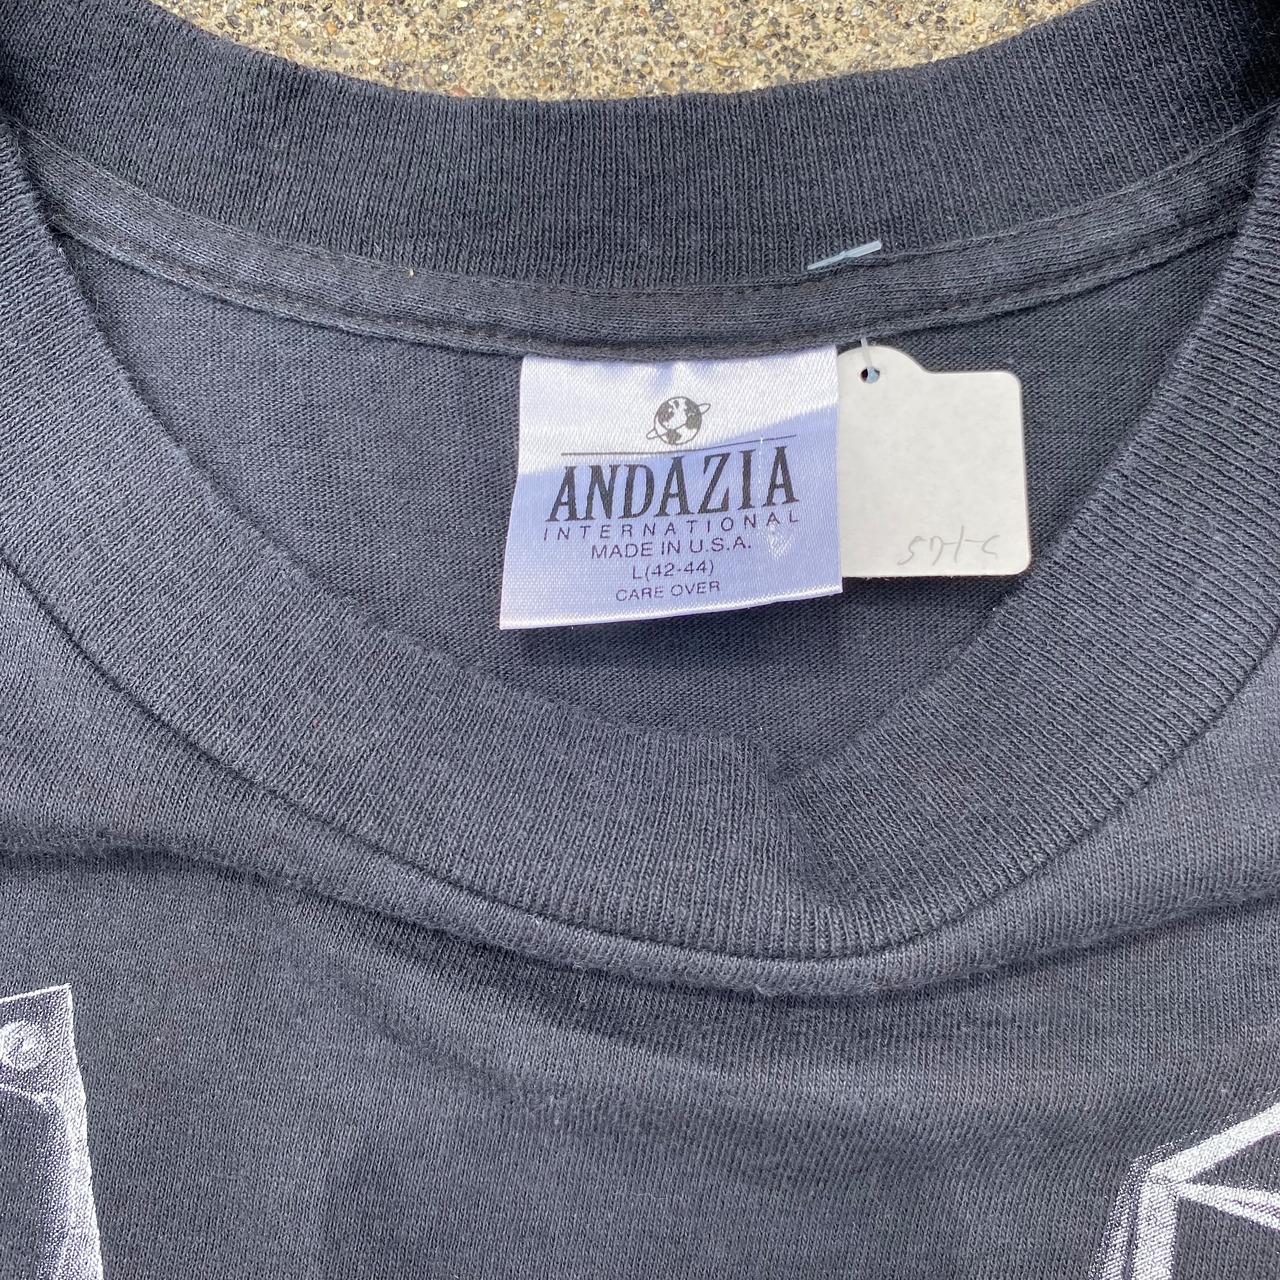 ANDAZIA
INTERNATIONAL
MADE IN U.S.A.
L(42-44)
CARE OVER